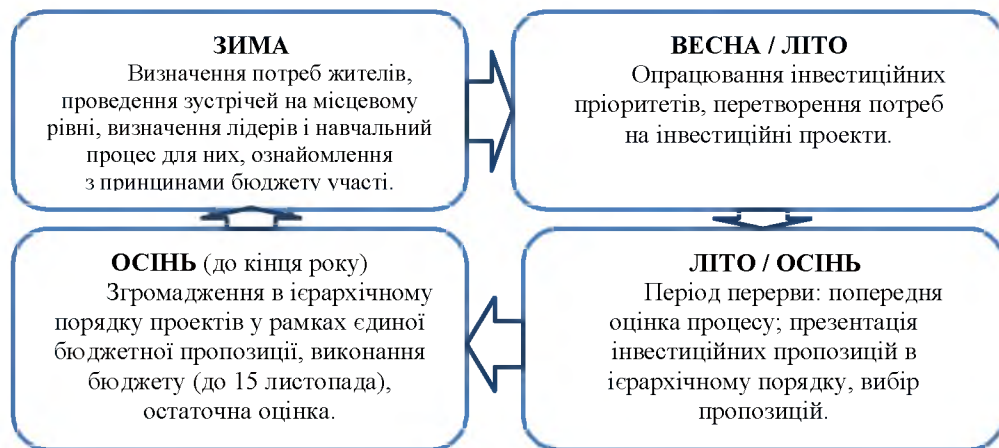 ЗИМА
Визначення потреб жителів,
проведення зустрічей на місцевому
рівні, визначення лідерів і навчальний
процес для них, ознайомлення
з принципами бюджету участі.
ВЕСНА / ЛІТО
Опрацювання інвестиційних
пріоритетів, перетворення потреб
на інвестиційні проекти.
ЛІТО / ОСІНЬ
Період перерви: попередня
оцінка процесу; презентація
інвестиційних пропозицій в
ієрархічному порядку, вибір
пропозицій.
ОСІНЬ (до кінця року)
Згромадження в ієрархічному
порядку проектів у рамках єдиної
бюджетної пропозиції, виконання
бюджету (до 15 листопада),
остаточна оцінка.